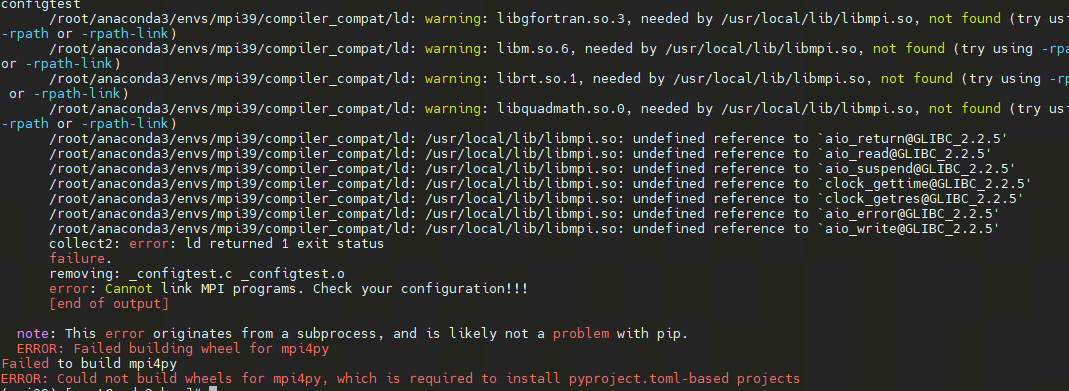 configtest
/root/anaconda3/envs/mpi39/compiler_compat/ld: warning: libgfortran.so.3, needed by /usr/local/lib/libmpi.so, not found (try usi
-rpath or -rpath-link)
/root/anaconda3/envs/mpi39/compiler_compat/ld: warning: libm.so.6, needed by /usr/local/lib/libmpi.so, not found (try using -rpa
or -rpath-link)
/root/anaconda3/envs/mpi39/compiler_compat/ld: warning: librt.so.1, needed by /usr/local/lib/libmpi.so, not found (try using -rp
or -rpath-link)
/root/anaconda3/envs/mpi39/compiler_compat/ld: warning: libquadmath.so.0, needed by /usr/local/lib/libmpi.so, not found (try usi
-rpath or -rpath-link)
/root/anaconda3/envs/mpi39/compiler_compat/ld: /usr/local/lib/libmpi.so: undefined reference to `aio_return@GLIBC_2.2.5'
/root/anaconda3/envs/mpi39/compiler_compat/ld: /usr/local/lib/libmpi.so: undefined reference to `aio_read@GLIBC_2.2.5'
/root/anaconda3/envs/mpi39/compiler_compat/ld: /usr/local/lib/libmpi.so: undefined reference to `aio_suspend@GLIBC_2.2.5'
/root/anaconda3/envs/mpi39/compiler_compat/ld: /usr/local/lib/libmpi.so: undefined reference to `clock_gettime@GLIBC_2.2.5'
/root/anaconda3/envs/mpi39/compiler_compat/ld: /usr/local/lib/libmpi.so: undefined reference to `clock_getres@GLIBC_2.2.5'
/root/anaconda3/envs/mpi39/compiler_compat/ld: /usr/local/lib/libmpi.so: undefined reference to `aio_error@GLIBC_2.2.5'
/root/anaconda3/envs/mpi39/compiler_compat/ld: /usr/local/lib/libmpi.so: undefined reference to `aio_write@GLIBC_2.2.5'
collect2: error: ld returned 1 exit status
failure.
removing: _configtest.c _configtest.o
error: Cannot link MPI programs. Check your configuration!!!
[end of output]
note: This error originates from a subprocess, and is likely not a problem with pip.
ERROR: Failed building wheel for mpi4py
Failed to build mpi4py
ERROR: Could not build wheels for mpi4py, which is required to install pyproject.toml-based projects